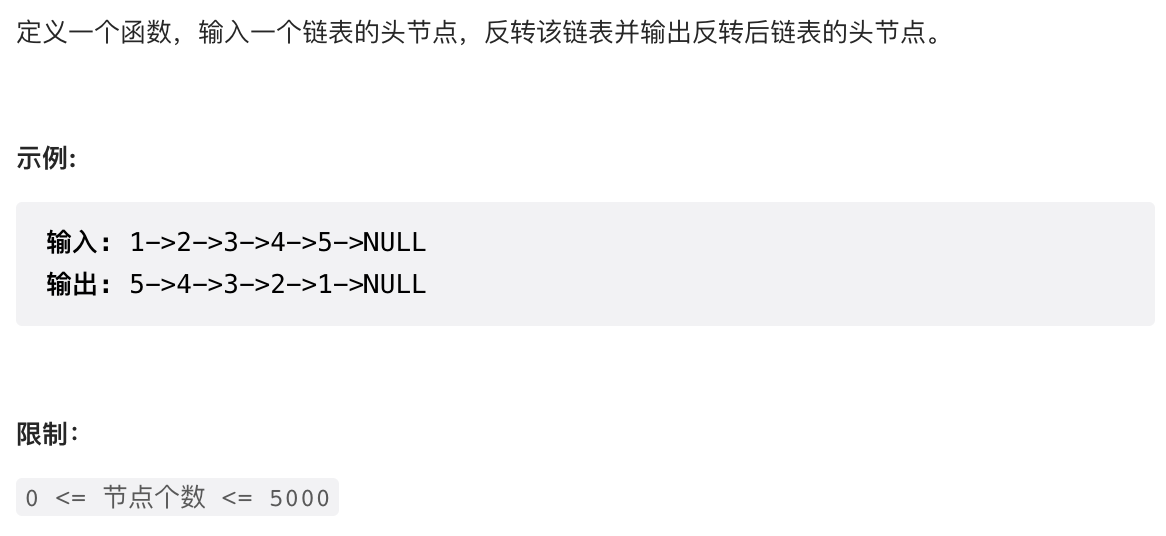 定义一个函数，输入一个链表的头节点，反转该链表并输出反转后链表的头节点。
示例:
输入: 1->2->3->4->5->NULL
输出: 5->4->3->2->1->NULL
限制：
0 <= 节点个数 <= 5000